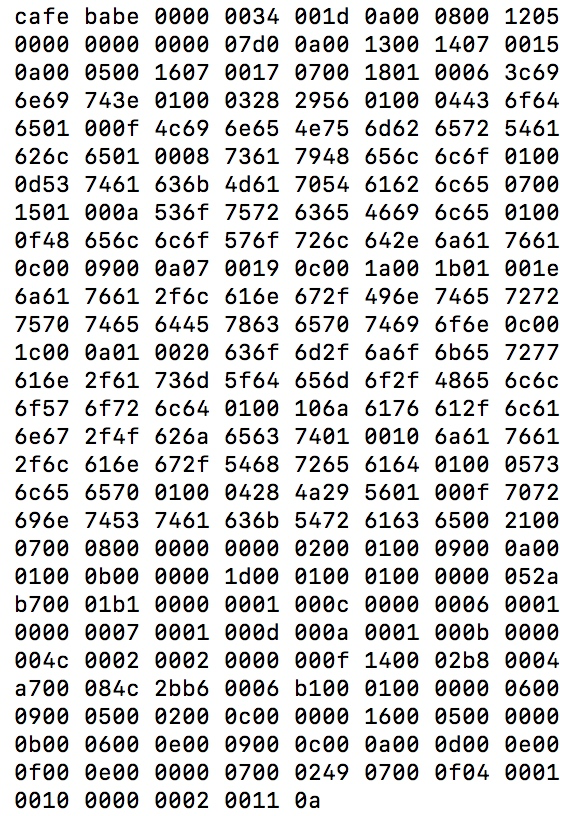 cafe babe 0000 0034 001d 0a00 0800 1205
0000 0000 0000 07d0 0a00 1300 1407 0015
0a00 0500 1607 0017 0700 1801 0006 3c69
6e69 743e 0100 0328 2956 0100 0443 6f64
6501 000f 4c69 6e65 4e75 6d62 6572 5461
626c 6501 0008 7361 7948 656c 6c6f 0100
0d53 7461 636b 4d61 7054 6162 6c65 0700
1501 000a 536f 7572 6365 4669 6c65 0100
0f48 656c 6c6f 576f 726c 642e 6a61 7661
0c00 0900 0a07 0019 0c00 1a00 1b01 001e
6a61 7661 2f6c 616e 672f 496e 7465 7272
7570 7465 6445 7863 6570 7469 6f6e 0c00
1c00 0a01 0020 636f 6d2f 6a6f 6b65 7277
616e 2f61 736d 5f64 656d 6f2f 4865 6c6c
6f57 6f72 6c64 0100 106a 6176 612f 6c61
6e67 2f4f 626a 6563 7401 0010 6a61 7661
2f6c 616e 672f 5468 7265 6164 0100 0573
6c65 6570 0100 0428 4a29 5601 000f 7072
696e 7453 7461 636b 5472 6163 6500 2100
0700 0800 0000 0000 0200 0100 0900 0a00
0100 0b00 0000 1d00 0100 0100 0000 052a
b700 01b1 0000 0001 000c 0000 0006 0001
0000 0007 0001 000d 000a 0001 000b 0000
004c 0002 0002 0000 000f 1400 02b8 0004
a700 084c 2bb6 0006 b100 0100 0000 0600
0900 0500 0200 0c00 0000 1600 0500 0000
0b00 0600 0e00 0900 0c00 0a00 0d00 0e00
0f00 0e00 0000 0700 0249 0700 0f04 0001
0010 0000 0002 0011 0a